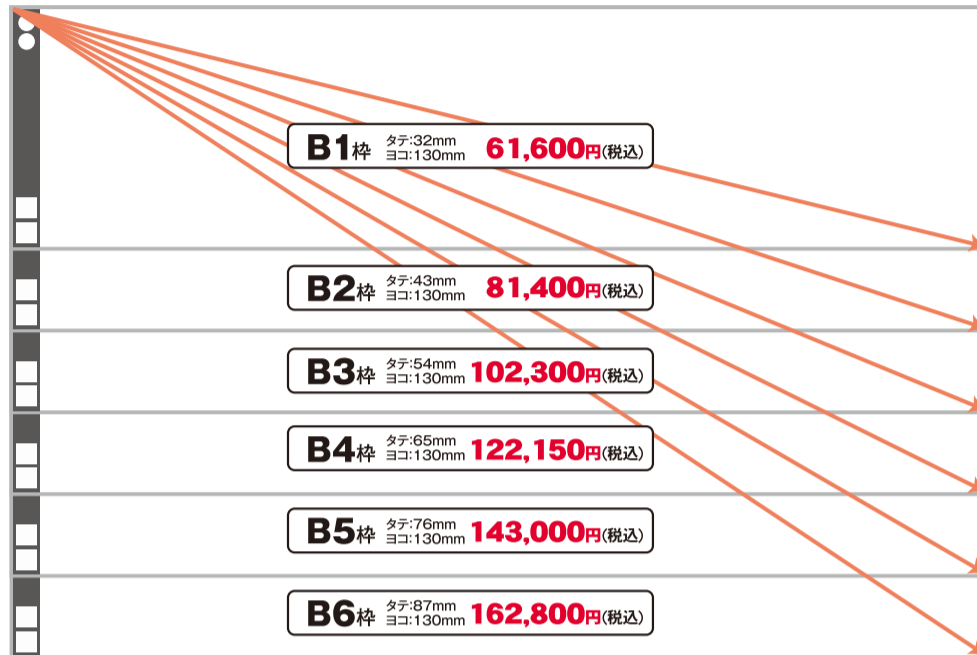 B1枠 タテ:32mm ヨコ:130mm 61,600円(税込)
B2枠 タテ:43mm ヨコ:130mm 81,400円(税込)
B3枠 タテ:54mm ヨコ:130mm 102,300円(税込)
B4枠 タテ:65mm ヨコ:130mm 122,150円(税込)
B5枠 タテ:76mm ヨコ:130mm 143,000円(税込)
B6枠 タテ:87mm ヨコ:130mm 162,800円(税込)